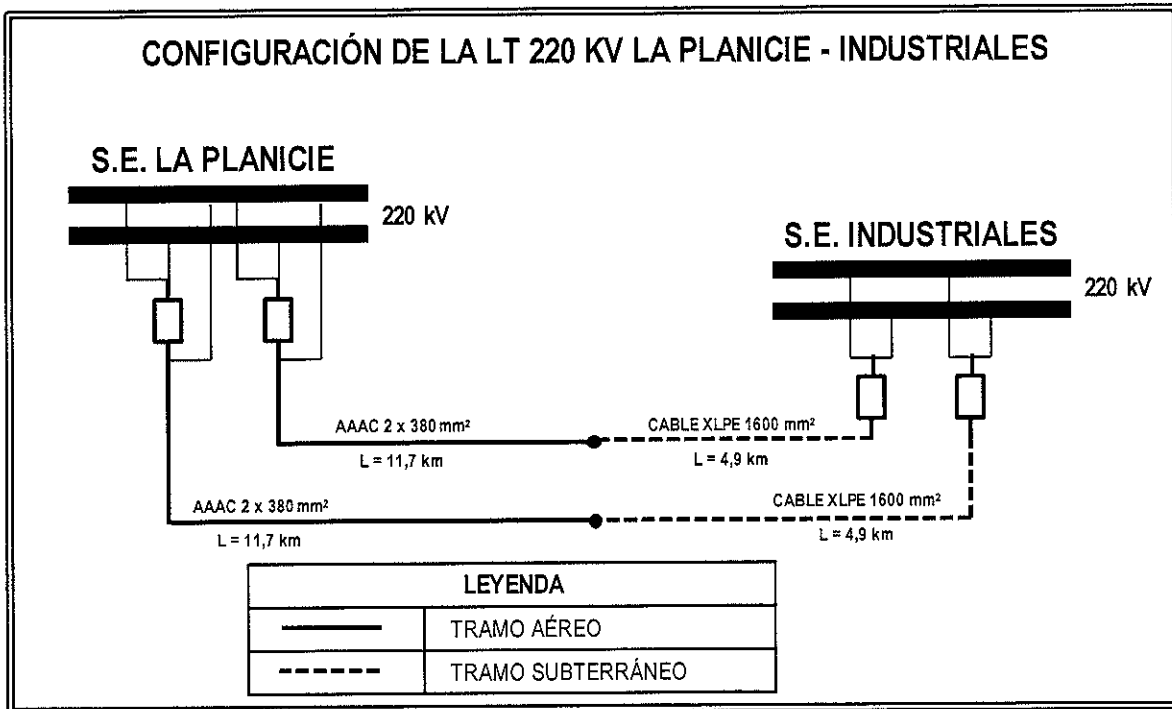 CONFIGURACIÓN DE LA LT 220 KV LA PLANICIE - INDUSTRIALES
S.E. LA PLANICIE
220 kV
S.E. INDUSTRIALES
220 kV
AAAC 2 x 380 mm²
L = 11,7 km
CABLE XLPE 1600 mm²
L = 4,9 km
AAAC 2 x 380 mm²
L = 11,7 km
CABLE XLPE 1600 mm²
L = 4,9 km
LEYENDA
TRAMO AÉREO
TRAMO SUBTERRÁNEO